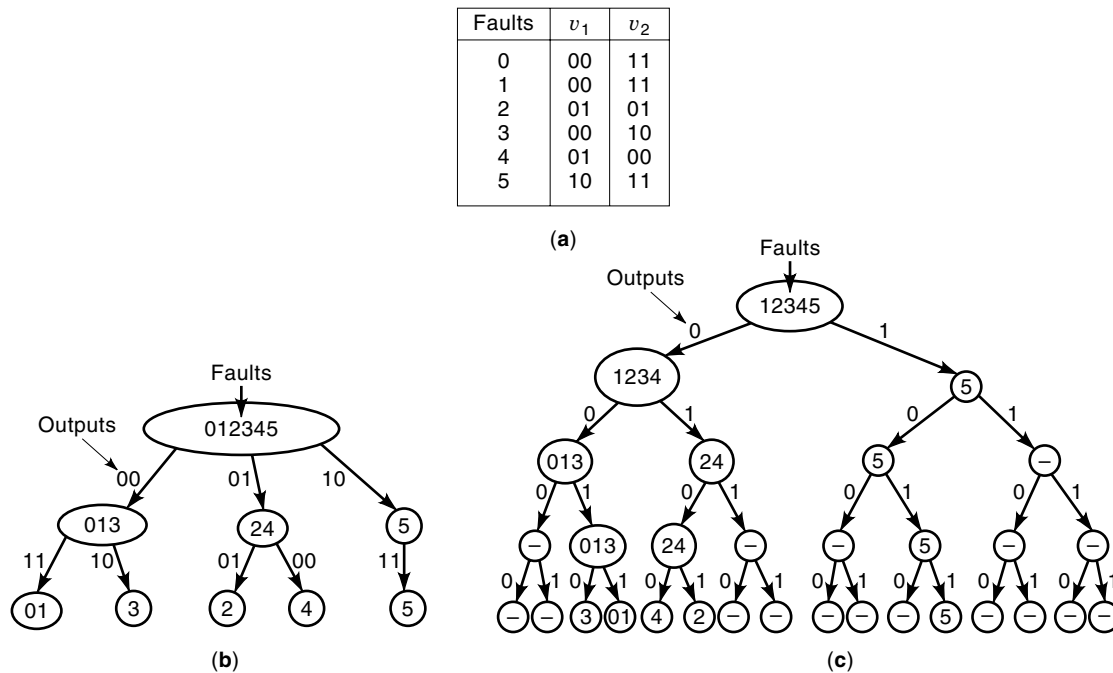 Faults v1 v2
0 00 11
1 00 11
2 01 01
3 00 10
4 01 00
5 10 11
(a)
Faults
Outputs
12345
0 1
1234 5
0 1 0 1
013 24 5 –
0 1 0 1 0 1 0 1
– 013 24 – – 5 – –
0 1 0 1 0 1 0 1 0 1 0 1 0 1 0 1
– – 3 01 4 2 – – – – – 5 – – – –
(c)
Faults
Outputs
012345
00 01 10
013 24 5
11 10 01 00 11
01 3 2 4 5
(b)